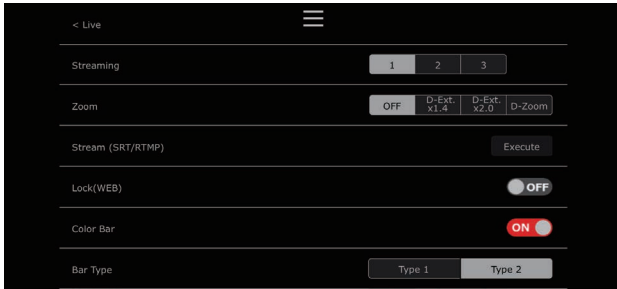 < Live
Streaming 1 2 3
Zoom OFF D-Ext. x1.4 D-Ext. x2.0 D-Zoom
Stream (SRT/RTMP) Execute
Lock(WEB) OFF
Color Bar ON
Bar Type Type 1 Type 2